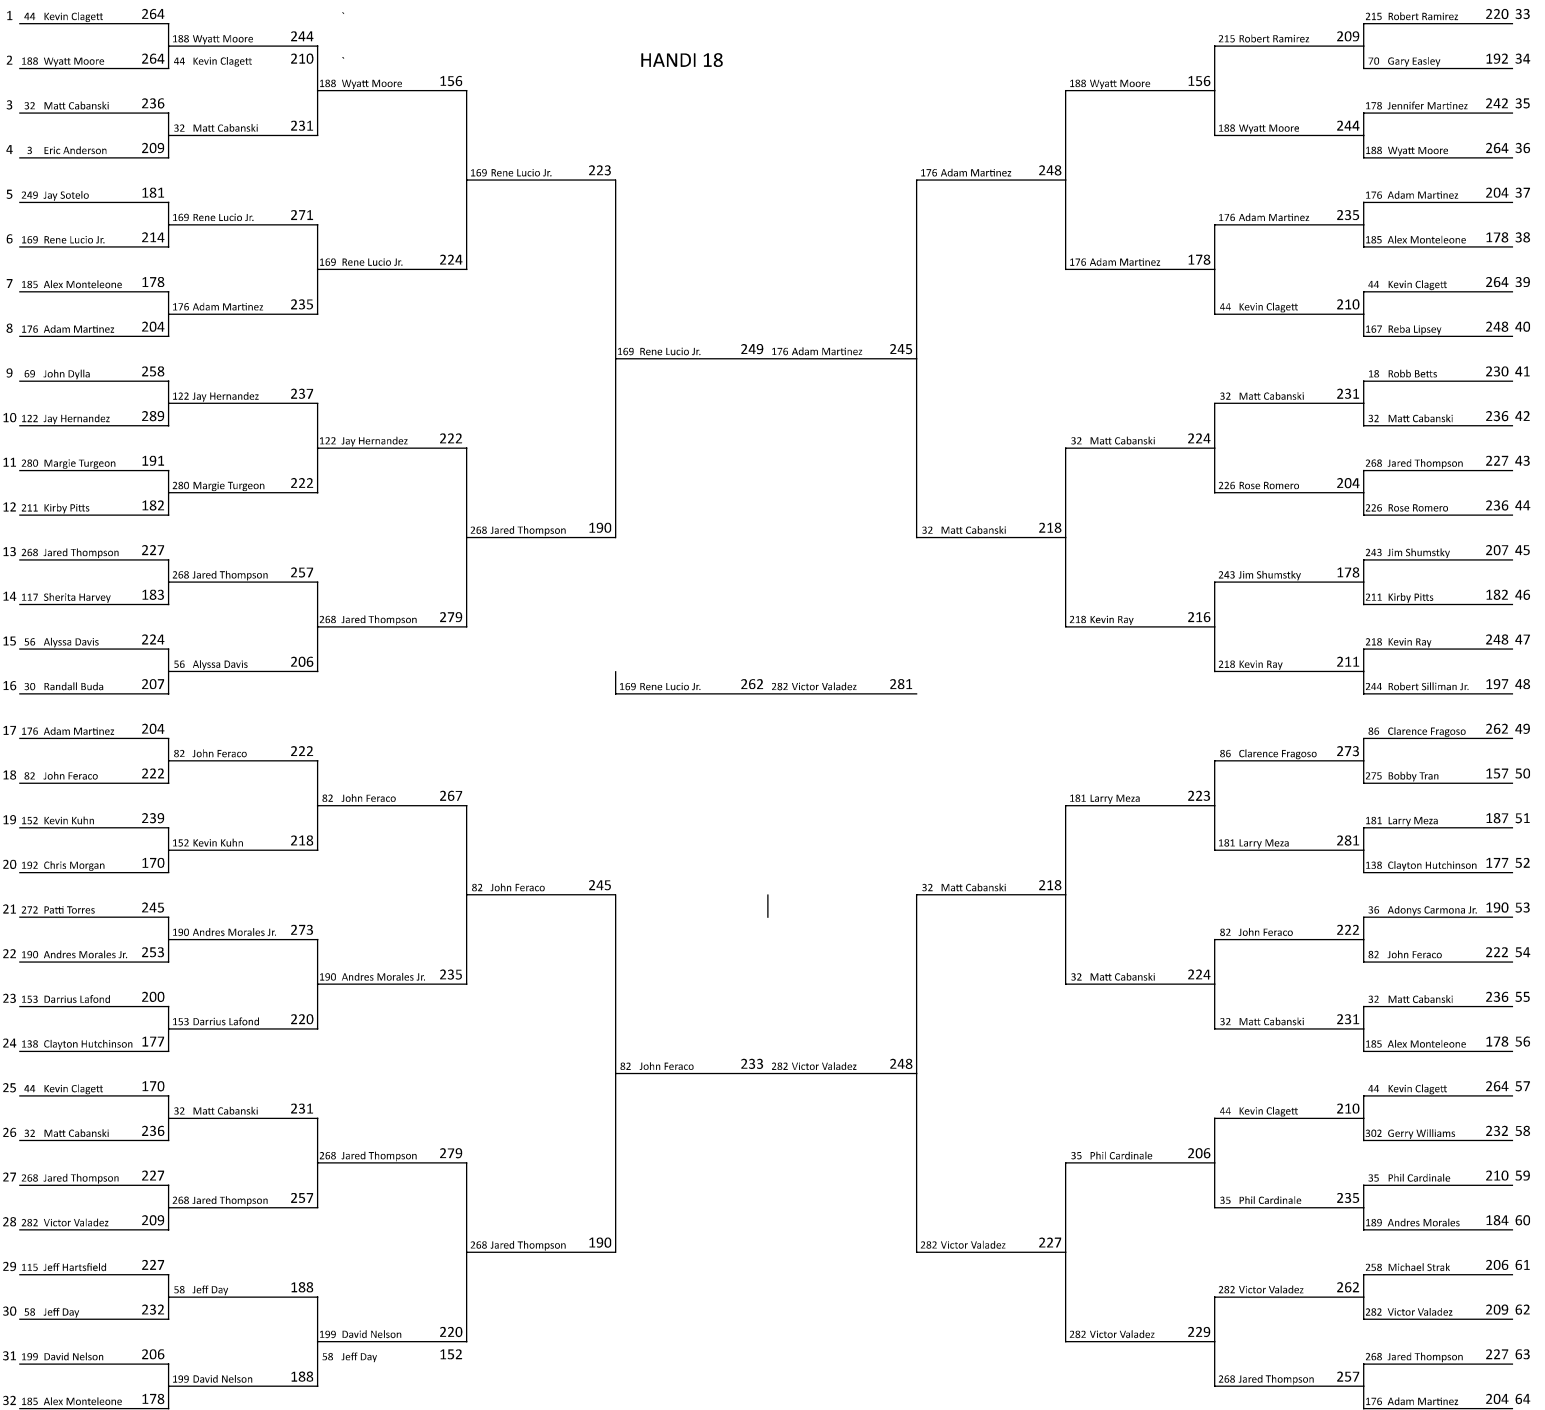 HANDI 18
1 44 Kevin Clagett 264
188 Wyatt Moore 244
2 188 Wyatt Moore 264
44 Kevin Clagett 210
188 Wyatt Moore 156
3 32 Matt Cabanski 236
32 Matt Cabanski 231
4 3 Eric Anderson 209
169 Rene Lucio Jr. 223
5 249 Jay Sotelo 181
169 Rene Lucio Jr. 271
6 169 Rene Lucio Jr. 214
169 Rene Lucio Jr. 224
7 185 Alex Monteleone 178
176 Adam Martinez 235
8 176 Adam Martinez 204
169 Rene Lucio Jr. 249
9 69 John Dylla 258
122 Jay Hernandez 237
10 122 Jay Hernandez 289
122 Jay Hernandez 222
11 280 Margie Turgeon 191
280 Margie Turgeon 222
12 211 Kirby Pitts 182
268 Jared Thompson 190
13 268 Jared Thompson 227
268 Jared Thompson 257
14 117 Sherita Harvey 183
268 Jared Thompson 279
15 56 Alyssa Davis 224
56 Alyssa Davis 206
16 30 Randall Buda 207
169 Rene Lucio Jr. 262 282 Victor Valadez 281
17 176 Adam Martinez 204
82 John Feraco 222
18 82 John Feraco 222
82 John Feraco 267
19 152 Kevin Kuhn 239
152 Kevin Kuhn 218
20 192 Chris Morgan 170
82 John Feraco 245
21 272 Patti Torres 245
190 Andres Morales Jr. 273
22 190 Andres Morales Jr. 253
190 Andres Morales Jr. 235
23 153 Darrius Lafond 200
153 Darrius Lafond 220
24 138 Clayton Hutchinson 177
82 John Feraco 233
25 44 Kevin Clagett 170
32 Matt Cabanski 231
26 32 Matt Cabanski 236
268 Jared Thompson 279
27 268 Jared Thompson 227
268 Jared Thompson 257
28 282 Victor Valadez 209
268 Jared Thompson 190
29 115 Jeff Hartsfield 227
58 Jeff Day 188
30 58 Jeff Day 232
199 David Nelson 220
58 Jeff Day 152
31 199 David Nelson 206
199 David Nelson 188
32 185 Alex Monteleone 178
215 Robert Ramirez 220 33
215 Robert Ramirez 209
70 Gary Easley 192 34
188 Wyatt Moore 156
178 Jennifer Martinez 242 35
188 Wyatt Moore 244
188 Wyatt Moore 264 36
176 Adam Martinez 248
176 Adam Martinez 204 37
176 Adam Martinez 235
185 Alex Monteleone 178 38
176 Adam Martinez 178
44 Kevin Clagett 264 39
44 Kevin Clagett 210
167 Reba Lipsey 248 40
176 Adam Martinez 245
18 Robb Betts 230 41
32 Matt Cabanski 231
32 Matt Cabanski 236 42
32 Matt Cabanski 224
268 Jared Thompson 227 43
226 Rose Romero 204
226 Rose Romero 236 44
32 Matt Cabanski 218
243 Jim Shumstky 207 45
243 Jim Shumstky 178
211 Kirby Pitts 182 46
218 Kevin Ray 216
218 Kevin Ray 248 47
218 Kevin Ray 211
244 Robert Silliman Jr. 197 48
86 Clarence Fragoso 262 49
86 Clarence Fragoso 273
275 Bobby Tran 157 50
181 Larry Meza 223
181 Larry Meza 187 51
181 Larry Meza 281
138 Clayton Hutchinson 177 52
32 Matt Cabanski 218
36 Adonys Carmona Jr. 190 53
82 John Feraco 222
82 John Feraco 222 54
32 Matt Cabanski 224
32 Matt Cabanski 236 55
32 Matt Cabanski 231
185 Alex Monteleone 178 56
282 Victor Valadez 248
44 Kevin Clagett 264 57
44 Kevin Clagett 210
302 Gerry Williams 232 58
35 Phil Cardinale 206
35 Phil Cardinale 210 59
35 Phil Cardinale 235
189 Andres Morales 184 60
282 Victor Valadez 227
258 Michael Strak 206 61
282 Victor Valadez 262
282 Victor Valadez 209 62
282 Victor Valadez 229
268 Jared Thompson 227 63
268 Jared Thompson 257
176 Adam Martinez 204 64